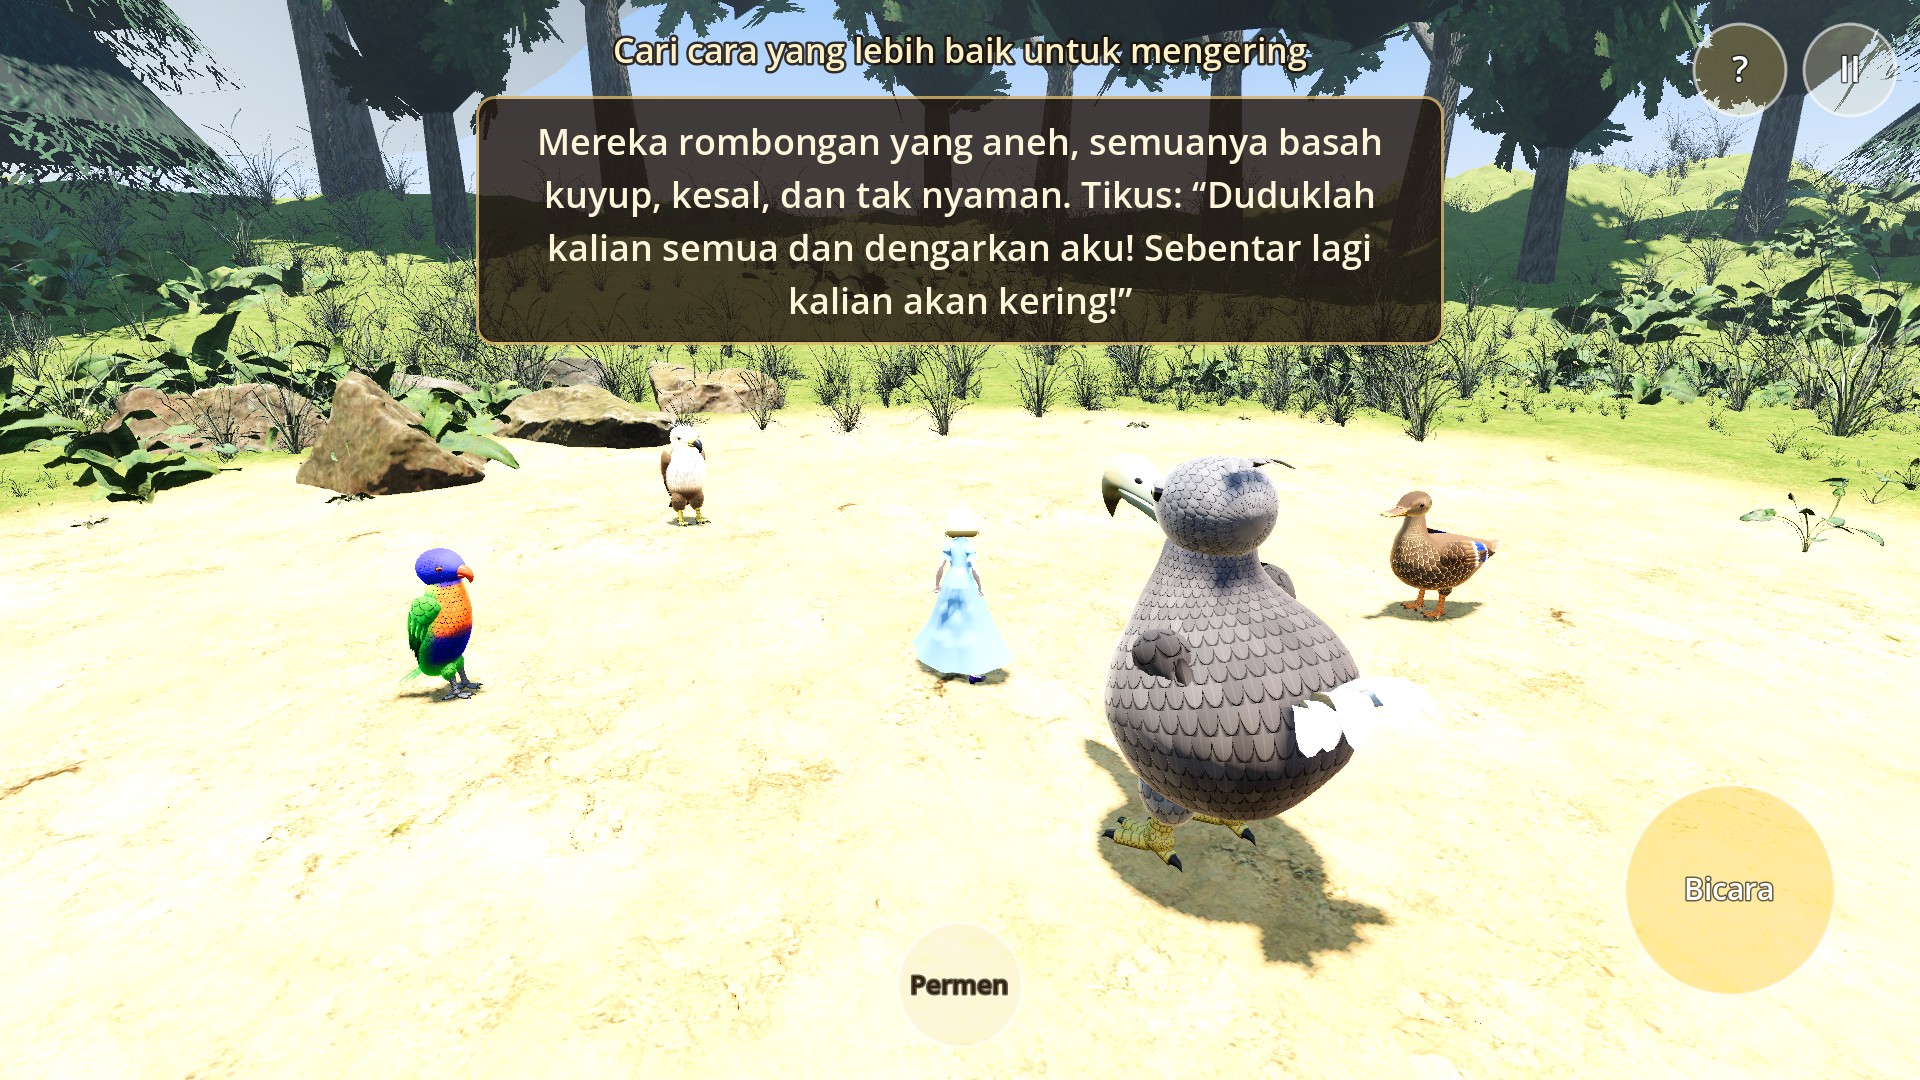 Cari cara yang lebih baik untuk mengering
?
Mereka rombongan yang aneh, semuanya basah
kuyup, kesal, dan tak nyaman. Tikus: “Duduklah
kalian semua dan dengarkan aku! Sebentar lagi
kalian akan kering!”
Bicara
Permen